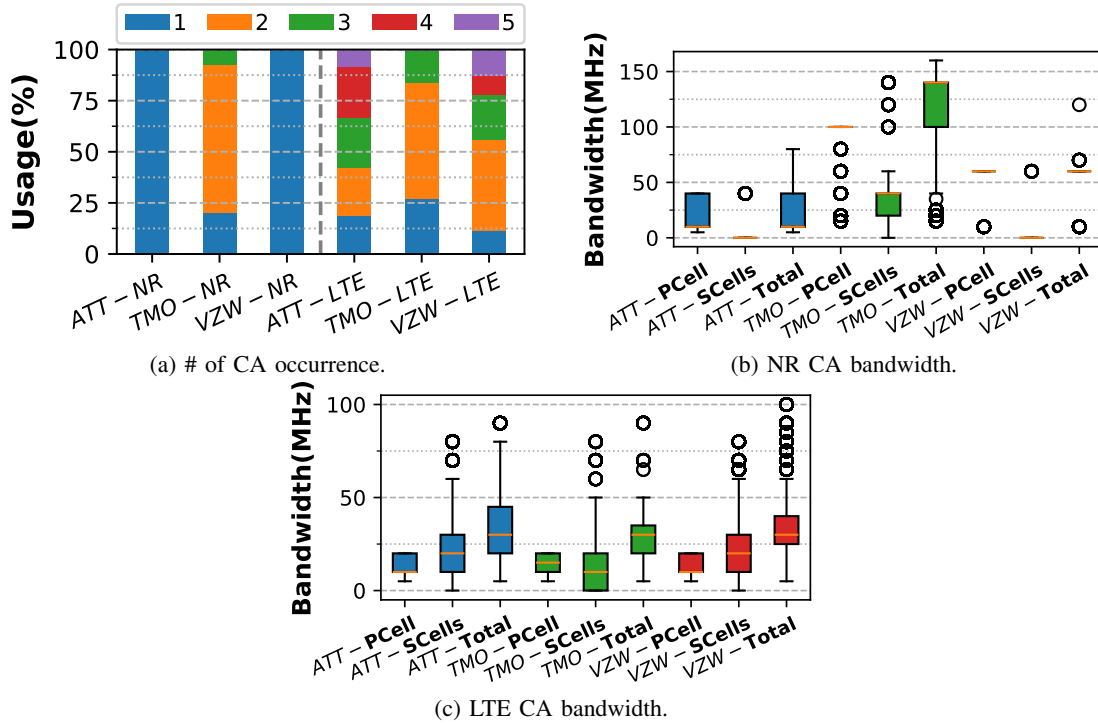 1 2 3 4 5
Usage(%)
100
75
50
25
0
ATT − NR
TMO − NR
VZW − NR
ATT − LTE
TMO − LTE
VZW − LTE
(a) # of CA occurrence.
Bandwidth(MHz)
150
100
50
0
ATT − PCell
ATT − SCells
ATT − Total
TMO − PCell
TMO − SCells
TMO − Total
VZW − PCell
VZW − SCells
VZW − Total
(b) NR CA bandwidth.
Bandwidth(MHz)
100
50
0
ATT − PCell
ATT − SCells
ATT − Total
TMO − PCell
TMO − SCells
TMO − Total
VZW − PCell
VZW − SCells
VZW − Total
(c) LTE CA bandwidth.